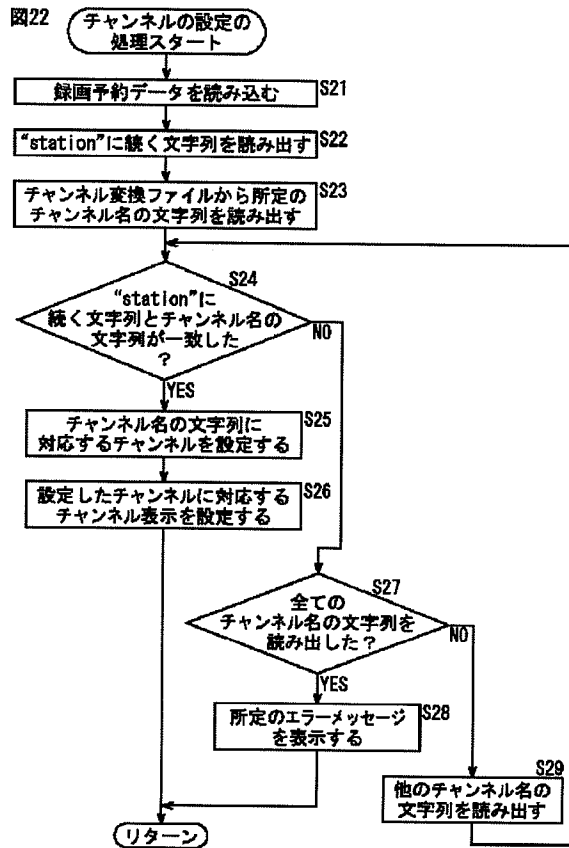 図22
チャンネルの設定の
処理スタート
録画予約データを読み込む
S21
“station”に続く文字列を読み出す
S22
チャンネル変換ファイルから所定の
チャンネル名の文字列を読み出す
S23
S24
“station”に
続く文字列とチャンネル名の
文字列が一致した
?
NO
YES
チャンネル名の文字列に
対応するチャンネルを設定する
S25
設定したチャンネルに対応する
チャンネル表示を設定する
S26
S27
全ての
チャンネル名の文字列を
読み出した?
NO
YES
所定のエラーメッセージ
を表示する
S28
S29
他のチャンネル名の
文字列を読み出す
リターン